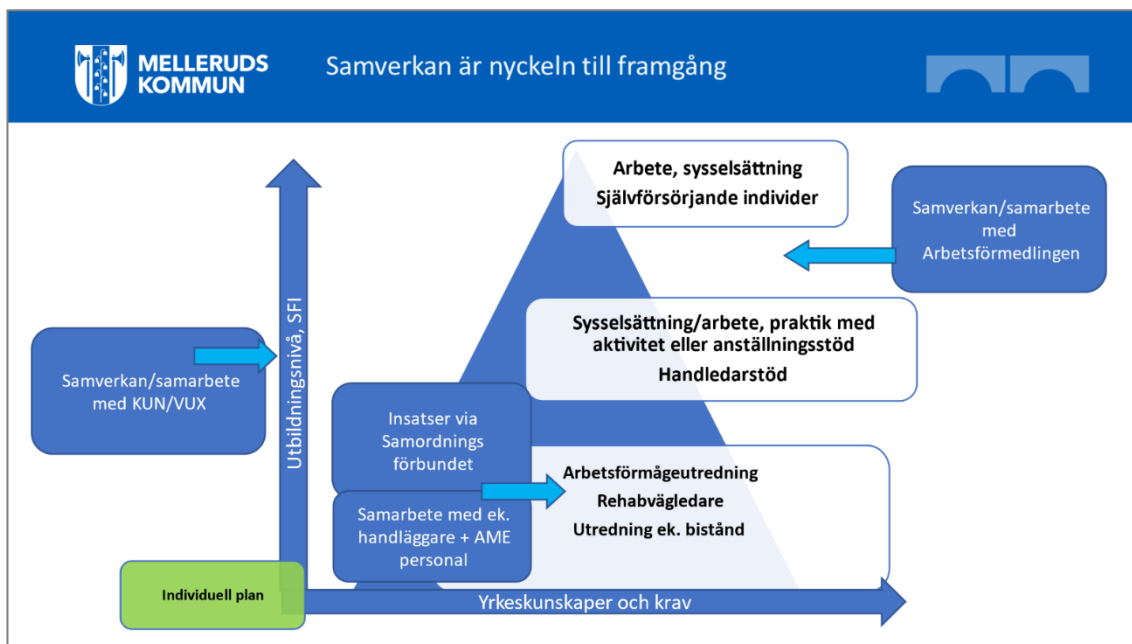 MELLERUDS
KOMMUN
Samverkan är nyckeln till framgång
Arbete, sysselsättning
Självförsörjande individer
Samverkan/samarbete
med
Arbetsförmedlingen
Utbildningsnivå, SFI
Sysselsättning/arbete, praktik med
aktivitet eller anställningsstöd
Handledarstöd
Samverkan/samarbete
med KUN/VUX
Insatser via
Samordnings
förbundet
Arbetsförmågeutredning
Rehabvägledare
Utredning ek. bistånd
Samarbete med ek.
handläggare + AME
personal
Individuell plan
Yrkeskunskaper och krav